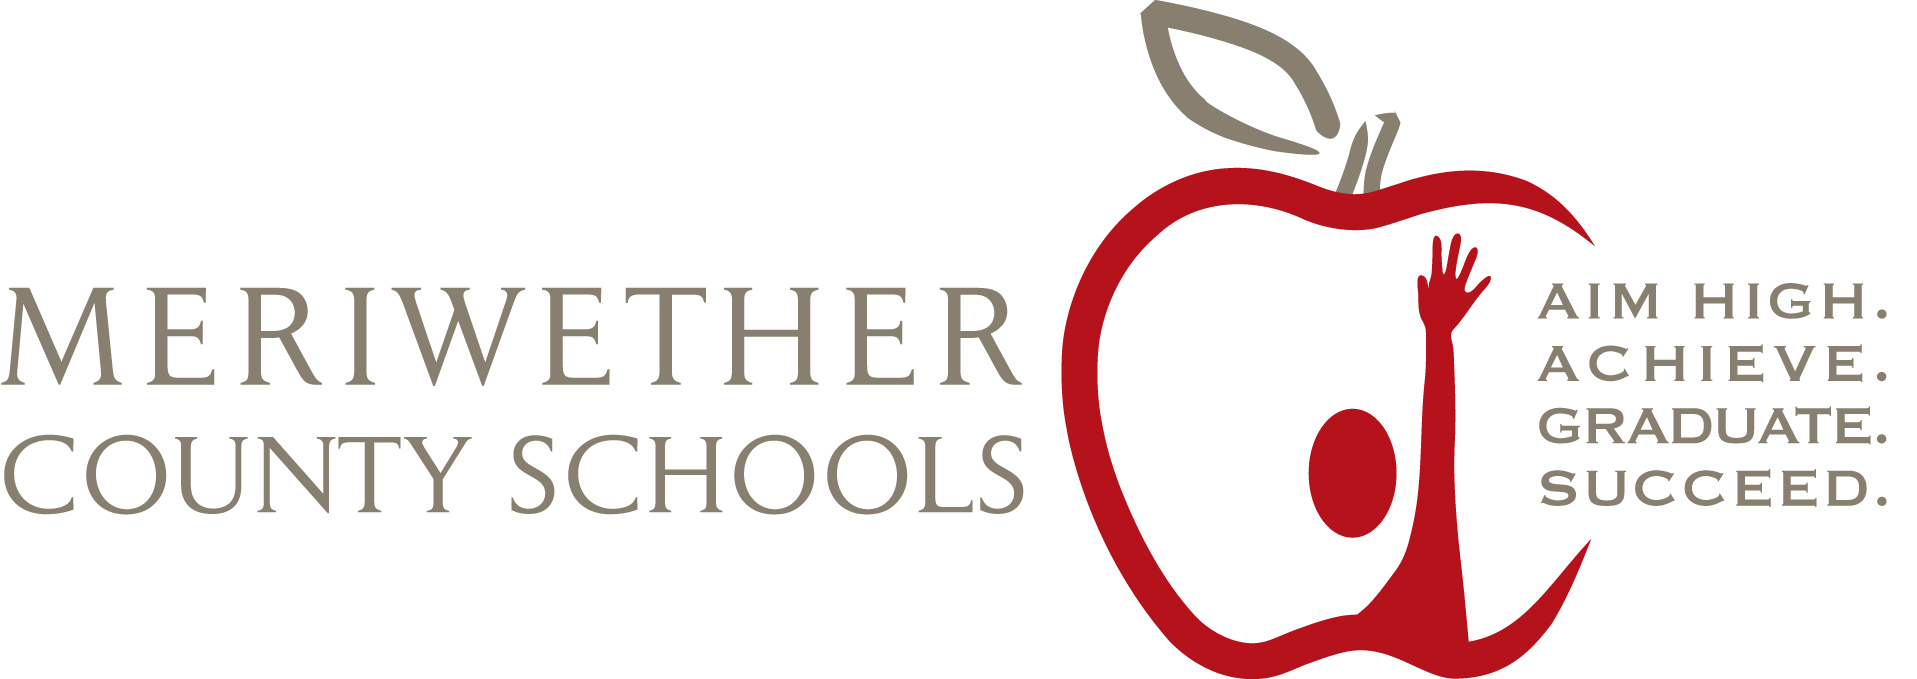 MERIWETHER
COUNTY SCHOOLS
AIM HIGH.
ACHIEVE.
GRADUATE.
SUCCEED.